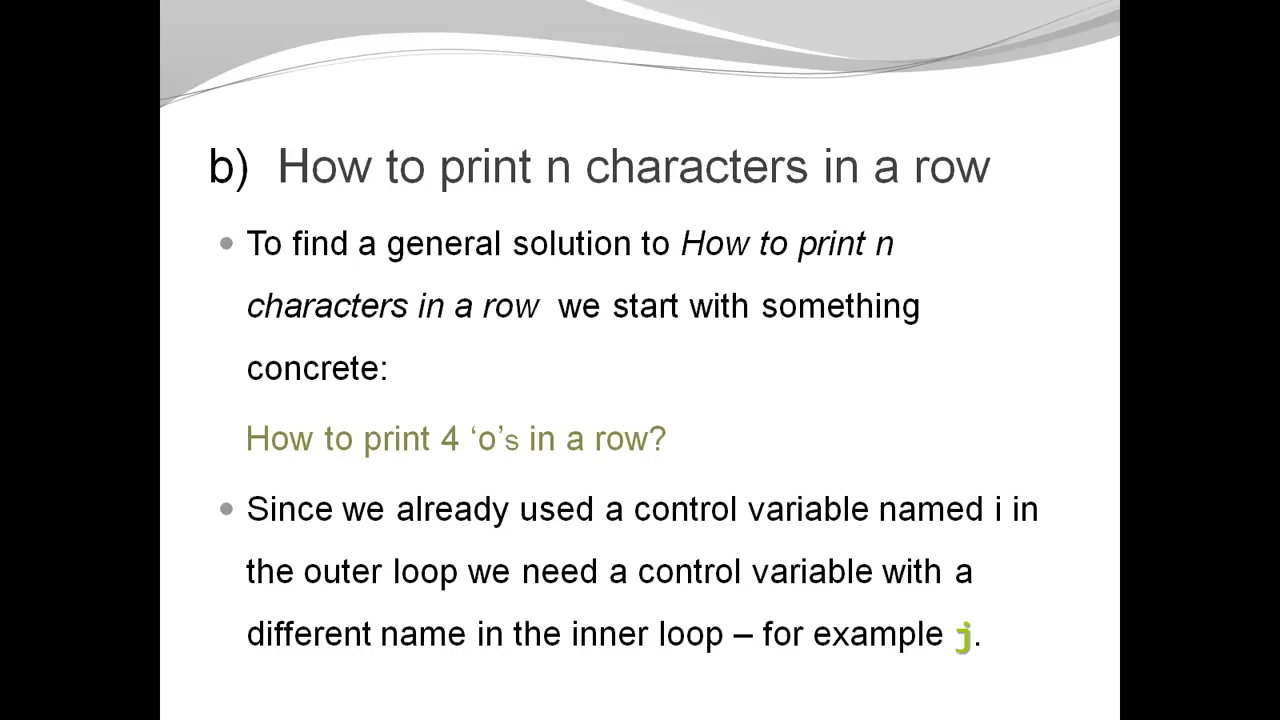 b) How to print n characters in a row
• To find a general solution to How to print n
characters in a row we start with something
concrete:
How to print 4 ‘o’s in a row?
• Since we already used a control variable named i in
the outer loop we need a control variable with a
different name in the inner loop – for example j.